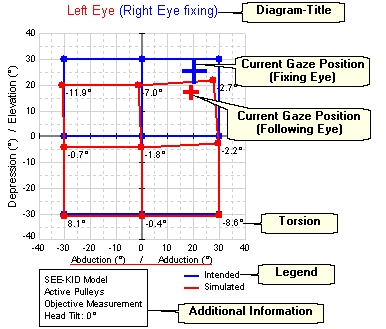 Left Eye (Right Eye fixing)
Diagram-Title
40
30
20
10
0
10
20
30
40
Depression (°) / Elevation (°)
Current Gaze Position
(Fixing Eye)
Current Gaze Position
(Following Eye)
-11.9°
-7.0°
-2.7°
-0.7°
-1.8°
-2.2°
8.1°
-0.4°
-8.6°
Torsion
40 30 20 10 0 10 20 30 40
Abduction (°) / Adduction (°)
Intended
Simulated
Legend
SEE-KID Model
Active Pulleys
Objective Measurement
Head Tilt: 0°
Additional Information